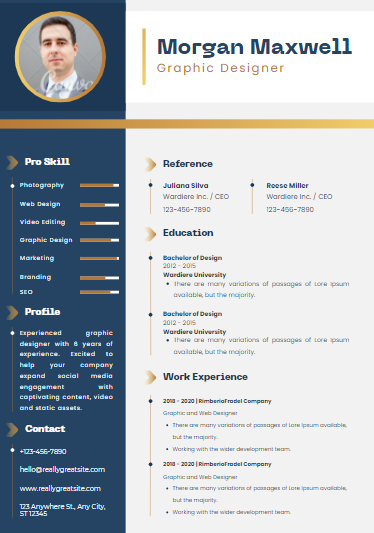 Canva
Morgan Maxwell
Graphic Designer
Pro Skill
Photography
Web Design
Video Editing
Graphic Design
Marketing
Branding
SEO
Profile
Experienced graphic
designer with 6 years of
experience. Excited to
help your company
expand social media
engagement with
captivating content, video
and static assets.
Contact
+123-456-7890
hello@reallygreatsite.com
www.reallygreatsite.com
123 Anywhere St., Any City,
ST 12345
Reference
Juliana Silva
Wardiere Inc. / CEO
123-456-7890
Reese Miller
Wardiere Inc. / CEO
123-456-7890
Education
Bachelor of Design
2012 - 2015
Wardiere University
• There are many variations of passages of Lore Ipsum
available, but the majority.
Bachelor of Design
2012 - 2015
Wardiere University
• There are many variations of passages of Lore Ipsum
available, but the majority.
Work Experience
2018 - 2020 | RimberioFradel Company
Graphic and Web Designer
• There are many variations of passages of Lore Ipsum available,
but the majority.
• Working with the wider development team.
2018 - 2020 | RimberioFradel Company
Graphic and Web Designer
• There are many variations of passages of Lore Ipsum available,
but the majority.
• Working with the wider development team.